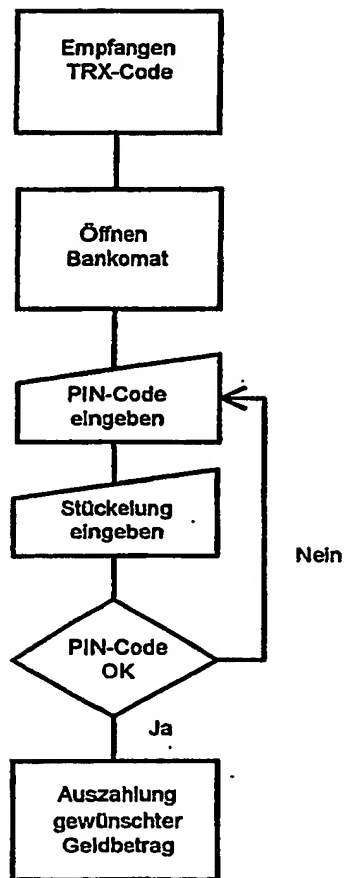 Empfangen
TRX-Code
Öffnen
Bankomat
PIN-Code
eingeben
Stückelung
eingeben
Nein
PIN-Code
OK
Ja
Auszahlung
gewünschter
Geldbetrag